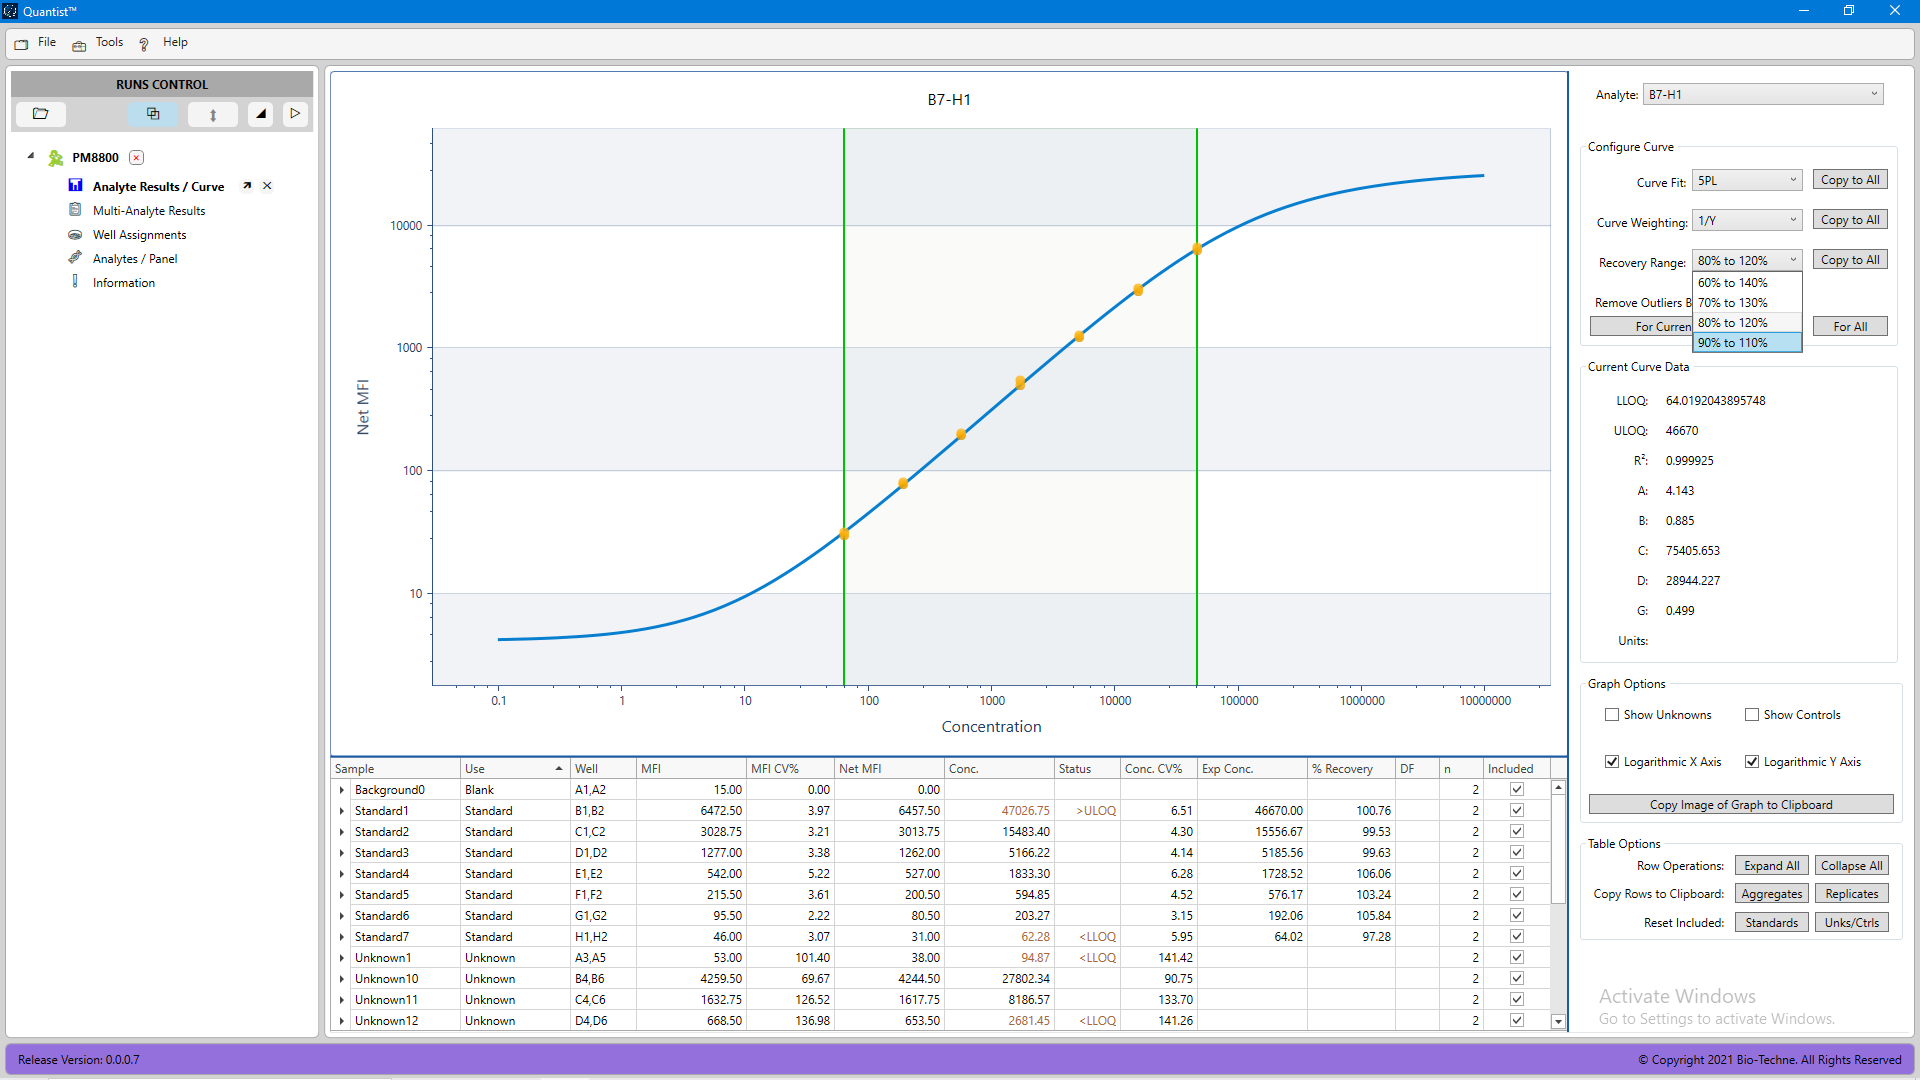 Quantist™
File Tools Help
RUNS CONTROL
PM8800
Analyte Results / Curve
Multi-Analyte Results
Well Assignments
Analytes / Panel
Information
B7-H1
10000
1000
100
10
Net MFI
0.1 1 10 100 1000 10000 100000 1000000 10000000
Concentration
Sample Use Well MFI MFI CV% Net MFI Conc. Status Conc. CV% Exp Conc. % Recovery DF n Included
Background0 Blank A1,A2 15.00 0.00 0.00 2
Standard1 Standard B1,B2 6472.50 3.97 6457.50 47026.75 >ULOQ 6.51 46670.00 100.76 2
Standard2 Standard C1,C2 3028.75 3.21 3013.75 15483.40 4.30 15556.67 99.53 2
Standard3 Standard D1,D2 1277.00 3.38 1262.00 5166.22 4.14 5185.56 99.63 2
Standard4 Standard E1,E2 542.00 5.22 527.00 1833.30 6.28 1728.52 106.06 2
Standard5 Standard F1,F2 215.50 3.61 200.50 594.85 4.52 576.17 103.24 2
Standard6 Standard G1,G2 95.50 2.22 80.50 203.27 3.15 192.06 105.84 2
Standard7 Standard H1,H2 46.00 3.07 31.00 62.28 <LLOQ 5.95 64.02 97.28 2
Unknown1 Unknown A3,A5 53.00 101.40 38.00 94.87 <LLOQ 141.42 2
Unknown10 Unknown B4,B6 4259.50 69.67 4244.50 27802.34 90.75 2
Unknown11 Unknown C4,C6 1632.75 126.52 1617.75 8186.57 133.70 2
Unknown12 Unknown D4,D6 668.50 136.98 653.50 2681.45 <LLOQ 141.26 2
Analyte: B7-H1
Configure Curve
Curve Fit: 5PL Copy to All
Curve Weighting: 1/Y Copy to All
Recovery Range: 80% to 120% Copy to All
60% to 140%
Remove Outliers B 70% to 130%
80% to 120%
For Curren For All
90% to 110%
Current Curve Data
LLOQ: 64.0192043895748
ULOQ: 46670
R²: 0.999925
A: 4.143
B: 0.885
C: 75405.653
D: 28944.227
G: 0.499
Units:
Graph Options
Show Unknowns Show Controls
Logarithmic X Axis Logarithmic Y Axis
Copy Image of Graph to Clipboard
Table Options
Row Operations: Expand All Collapse All
Copy Rows to Clipboard: Aggregates Replicates
Reset Included: Standards Unks/Ctrls
Activate Windows
Go to Settings to activate Windows.
Release Version: 0.0.0.7
© Copyright 2021 Bio-Techne. All Rights Reserved